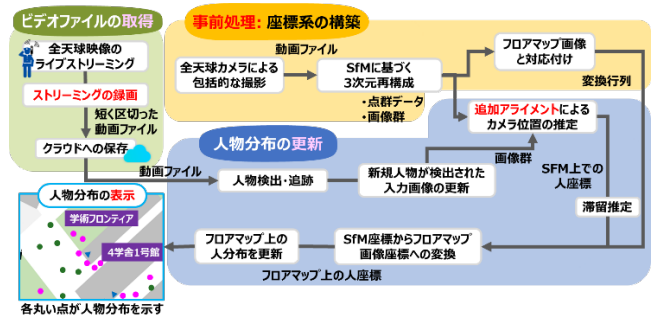 ビデオファイルの取得
全天球映像の
ライブストリーミング
ストリーミングの録画
短く区切った
動画ファイル
クラウドへの保存
事前処理: 座標系の構築
動画ファイル
全天球カメラによる
包括的な撮影
SfMに基づく
3次元再構成
・点群データ
・画像群
フロアマップ画像
と対応付け
変換行列
追加アライメントによる
カメラ位置の推定
人物分布の更新
動画ファイル
人物検出・追跡
新規人物が検出された
入力画像の更新
画像群
SFM上での
人座標
滞留推定
SfM座標からフロアマップ
画像座標への変換
フロアマップ上の
人分布を更新
フロアマップ上の人座標
人物分布の表示
学術フロンティア
4学舎1号館
各丸い点が人物分布を示す